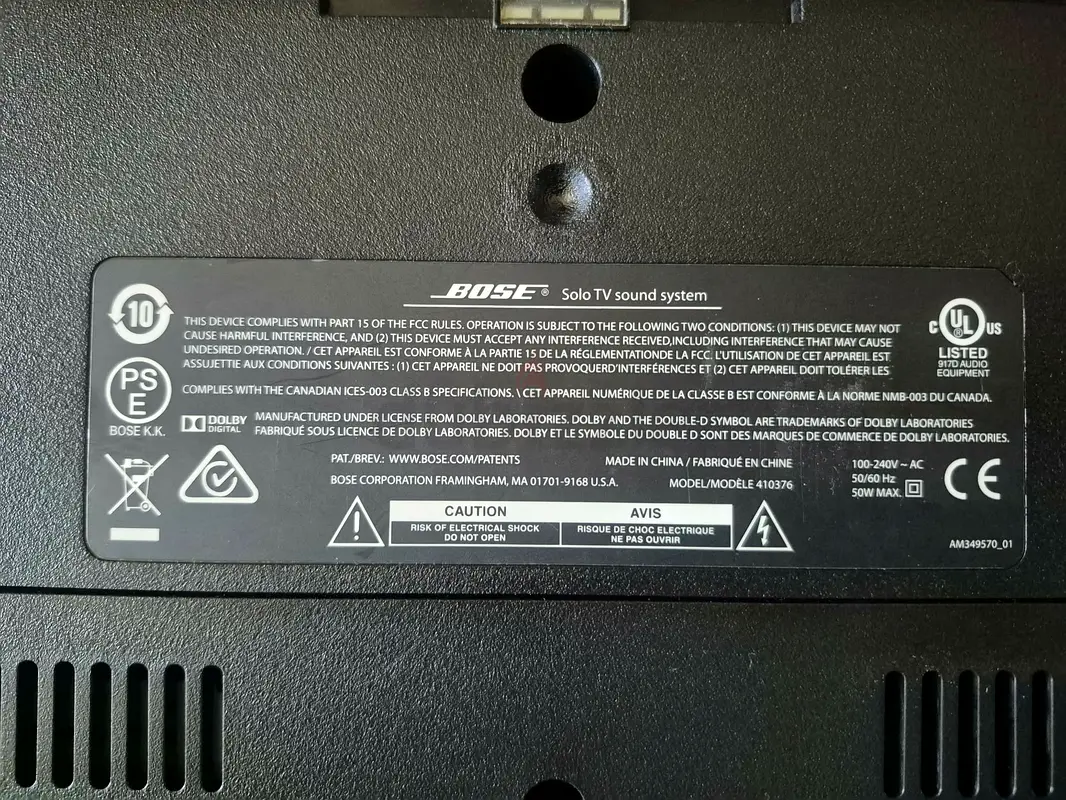 BOSE® Solo TV sound system
10
THIS DEVICE COMPLIES WITH PART 15 OF THE FCC RULES. OPERATION IS SUBJECT TO THE FOLLOWING TWO CONDITIONS: (1) THIS DEVICE MAY NOT
CAUSE HARMFUL INTERFERENCE, AND (2) THIS DEVICE MUST ACCEPT ANY INTERFERENCE RECEIVED,INCLUDING INTERFERENCE THAT MAY CAUSE
UNDESIRED OPERATION. / CET APPAREIL EST CONFORME À LA PARTIE 15 DE LA RÉGLEMENTATIONDE LA FCC. L'UTILISATION DE CET APPAREIL EST
ASSUJETTIE AUX CONDITIONS SUIVANTES : (1) CET APPAREIL NE DOIT PAS PROVOQUERD'INTERFÉRENCES ET (2) CET APPAREIL DOIT TOLÉRER LES
C UL ® US
LISTED
917D AUDIO
EQUIPMENT
PS
E
BOSE K.K.
COMPLIES WITH THE CANADIAN ICES-003 CLASS B SPECIFICATIONS. \ CET APPAREIL NUMÉRIQUE DE LA CLASSE B EST CONFORME À LA NORME NMB-003 DU CANADA.
DOLBY
DIGITAL
MANUFACTURED UNDER LICENSE FROM DOLBY LABORATORIES. DOLBY AND THE DOUBLE-D SYMBOL ARE TRADEMARKS OF DOLBY LABORATORIES
FABRIQUÉ SOUS LICENCE DE DOLBY LABORATORIES. DOLBY ET LE SYMBOLE DU DOUBLE D SONT DES MARQUES DE COMMERCE DE DOLBY LABORATORIES.
PAT./BREV.: WWW.BOSE.COM/PATENTS
MADE IN CHINA / FABRIQUÉ EN CHINE
BOSE CORPORATION FRAMINGHAM, MA 01701-9168 U.S.A.
MODEL/MODÈLE 410376
100-240V ~ AC
50/60 Hz
50W MAX.
CE
CAUTION
RISK OF ELECTRICAL SHOCK
DO NOT OPEN
AVIS
RISQUE DE CHOC ELECTRIQUE
NE PAS OUVRIR
AM349570_01